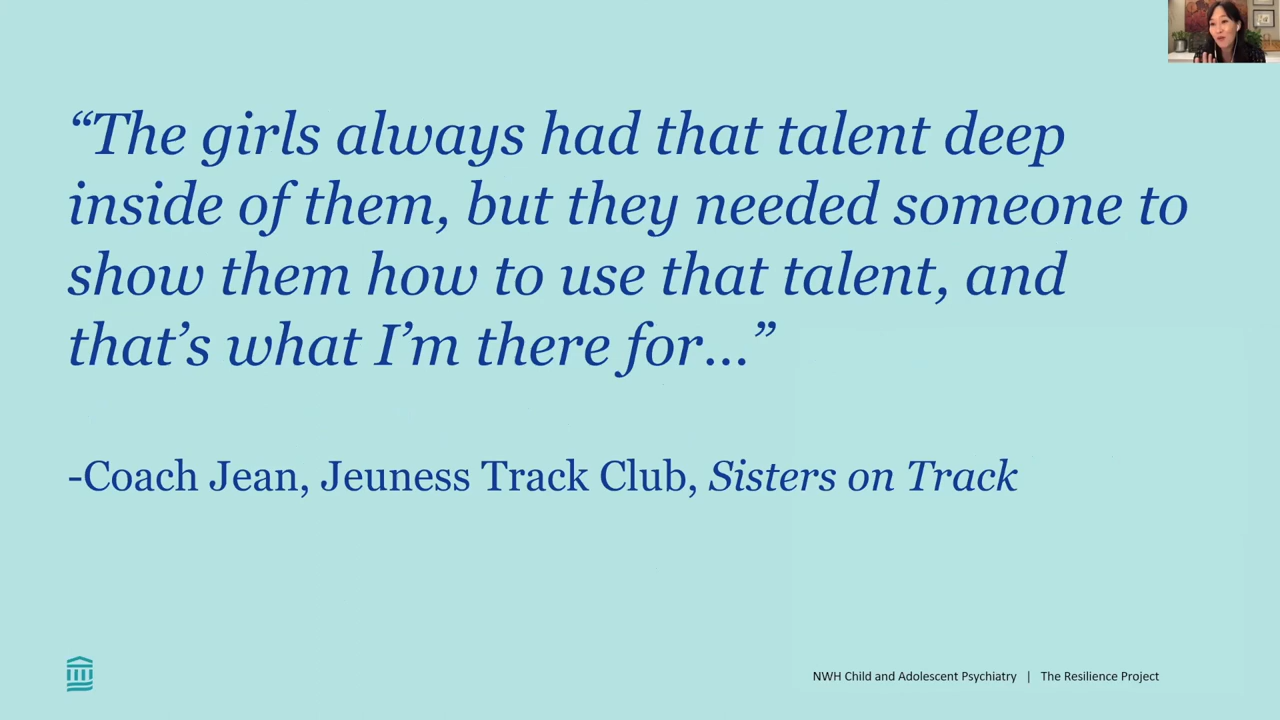 “The girls always had that talent deep
inside of them, but they needed someone to
show them how to use that talent, and
that’s what I’m there for…”
-Coach Jean, Jeuness Track Club, Sisters on Track
NWH Child and Adolescent Psychiatry | The Resilience Project